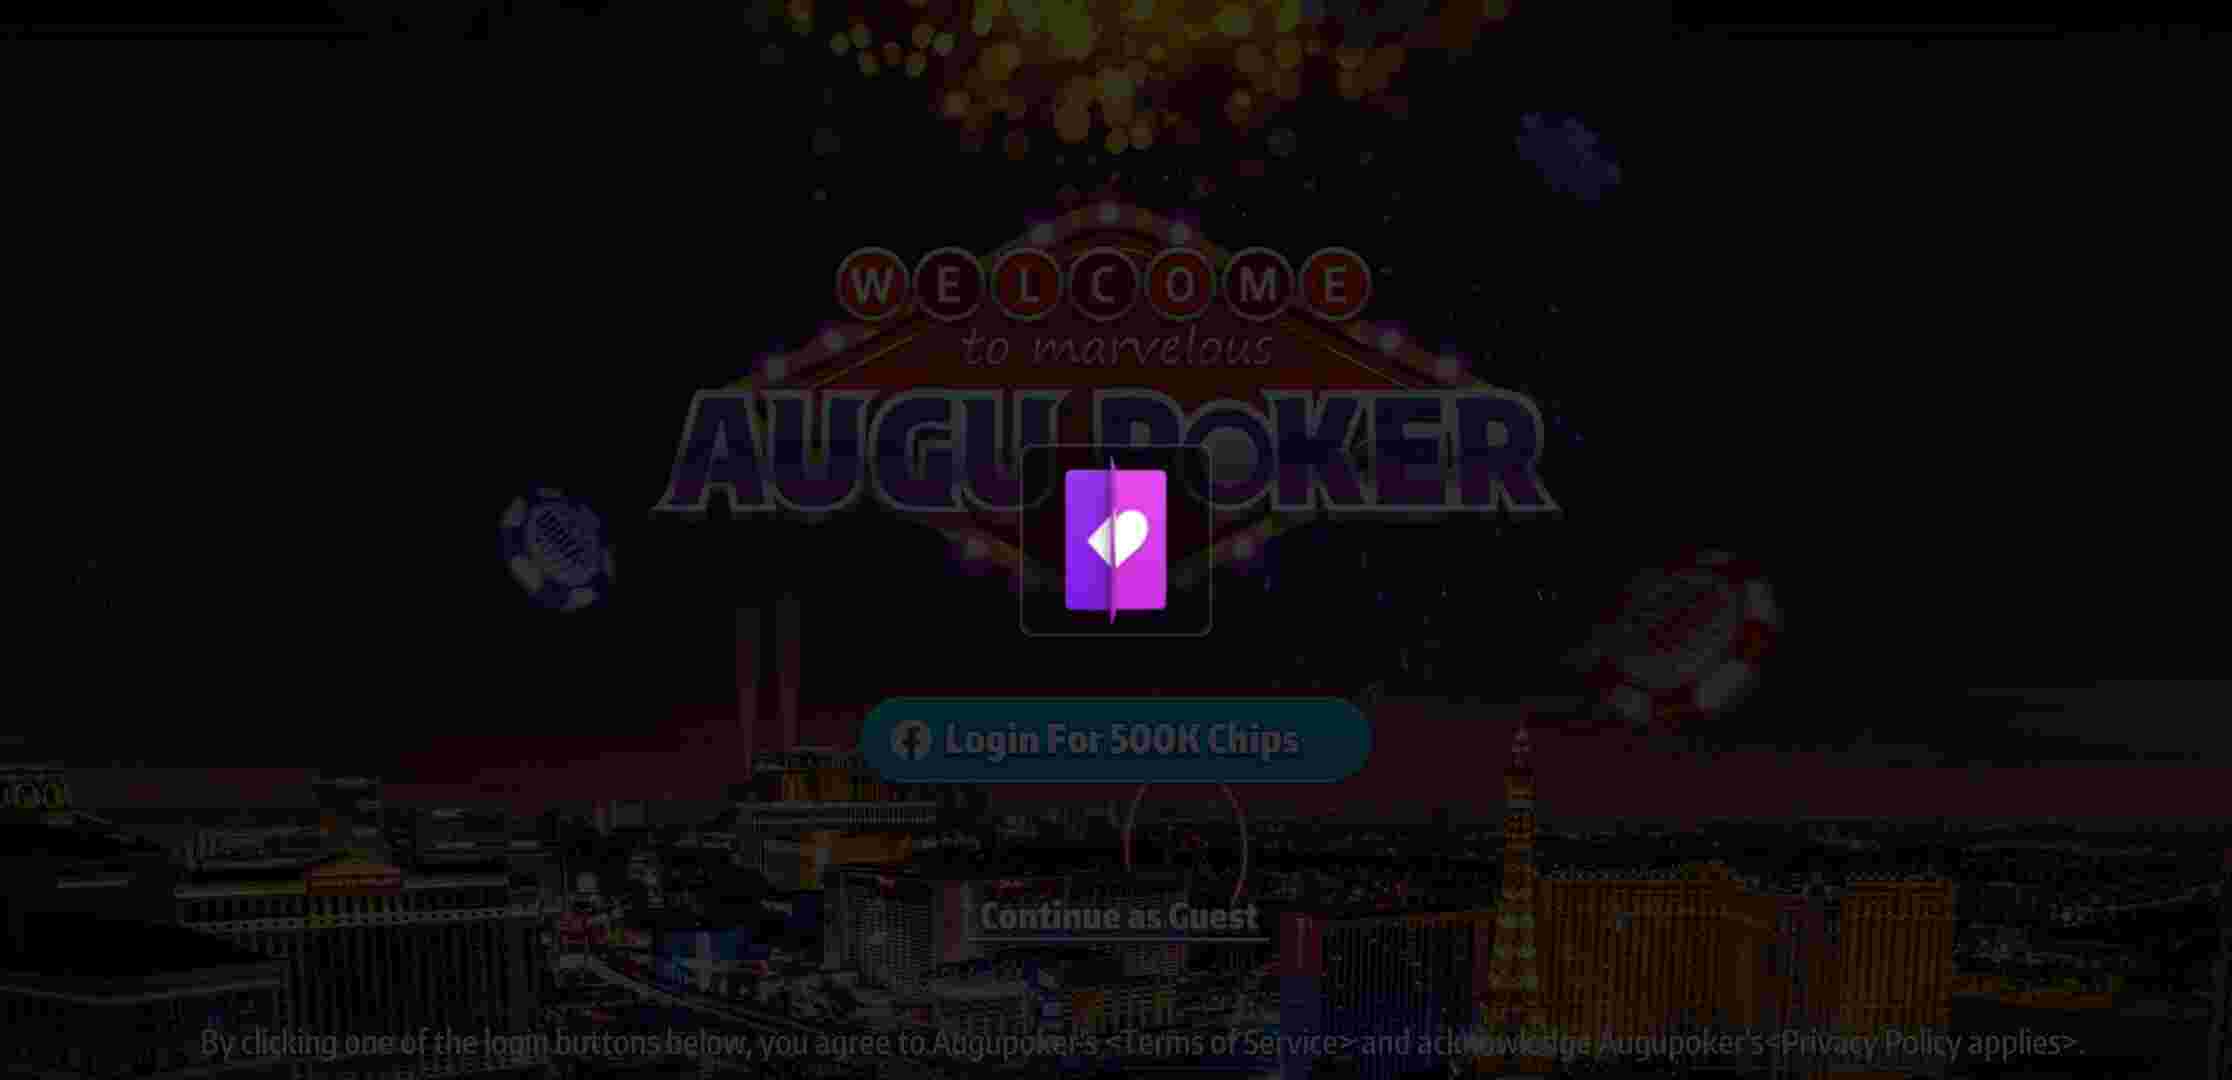 WELCOME
to marvelous
AUGU POKER
Login For 500K Chips
Continue as Guest
By clicking one of the login buttons below, you agree to Augupoker's <Terms of Service> and acknowledge Augupoker's<Privacy Policy applies>.